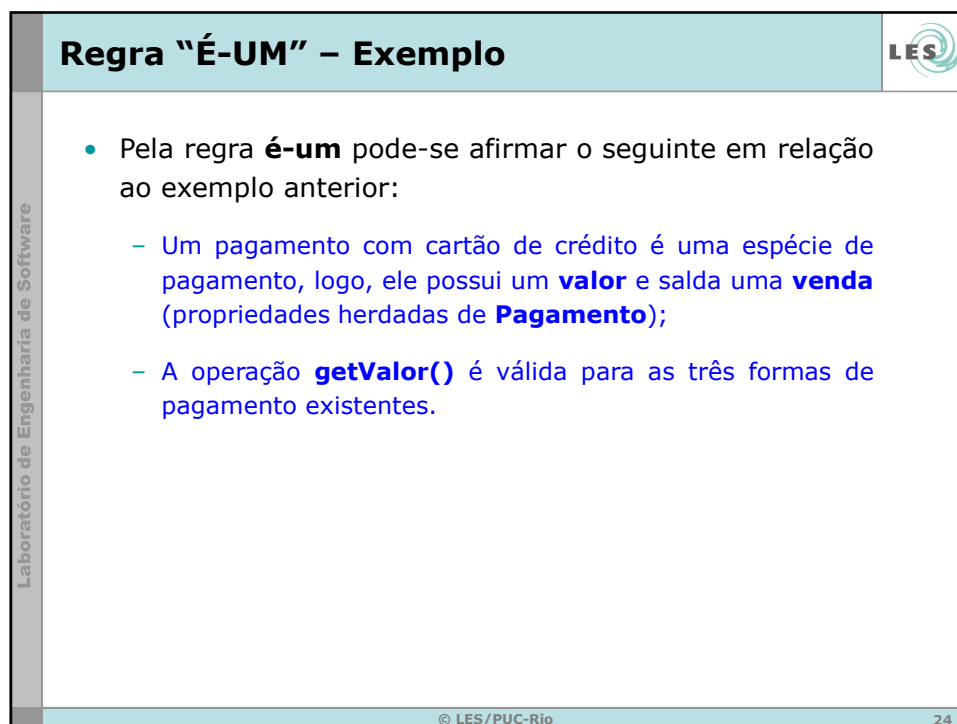 Regra “É-UM” – Exemplo
LES
Laboratório de Engenharia de Software
• Pela regra é-um pode-se afirmar o seguinte em relação
ao exemplo anterior:
– Um pagamento com cartão de crédito é uma espécie de
pagamento, logo, ele possui um valor e salda uma venda
(propriedades herdadas de Pagamento);
– A operação getValor() é válida para as três formas de
pagamento existentes.
© LES/PUC-Rio
24